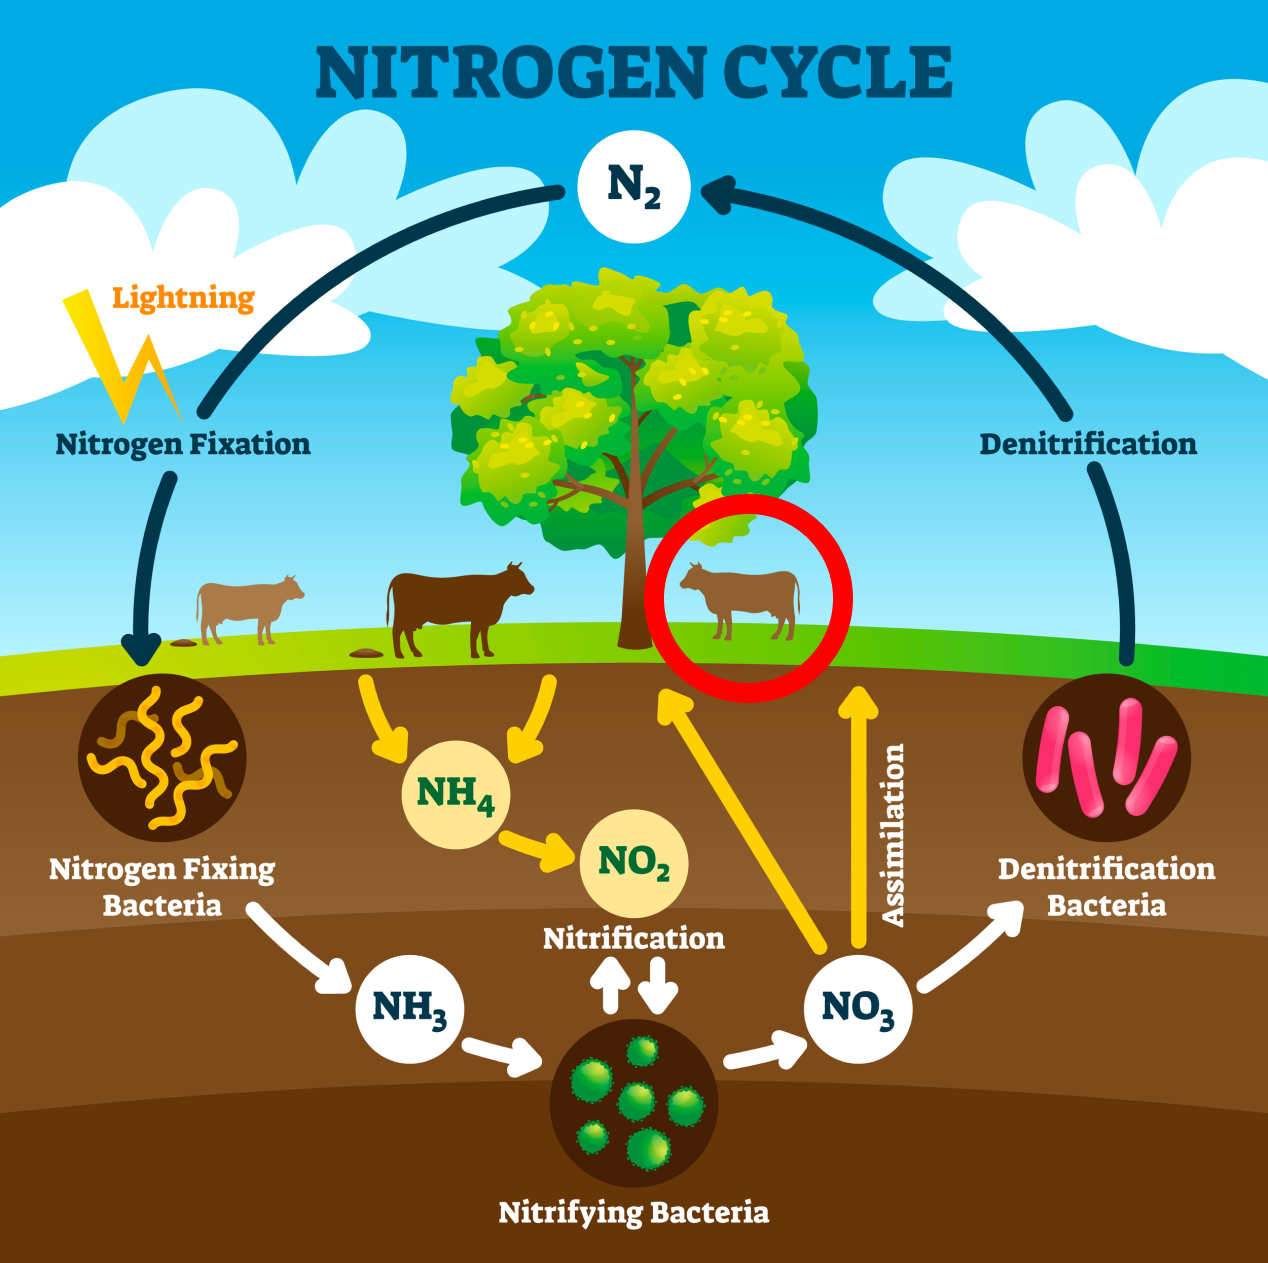 NITROGEN CYCLE
N₂
Lightning
Nitrogen Fixation
Denitrification
NH₄
NO₂
Assimilation
Nitrogen Fixing
Bacteria
Denitrification
Bacteria
Nitrification
NH₃
NO₃
Nitrifying Bacteria